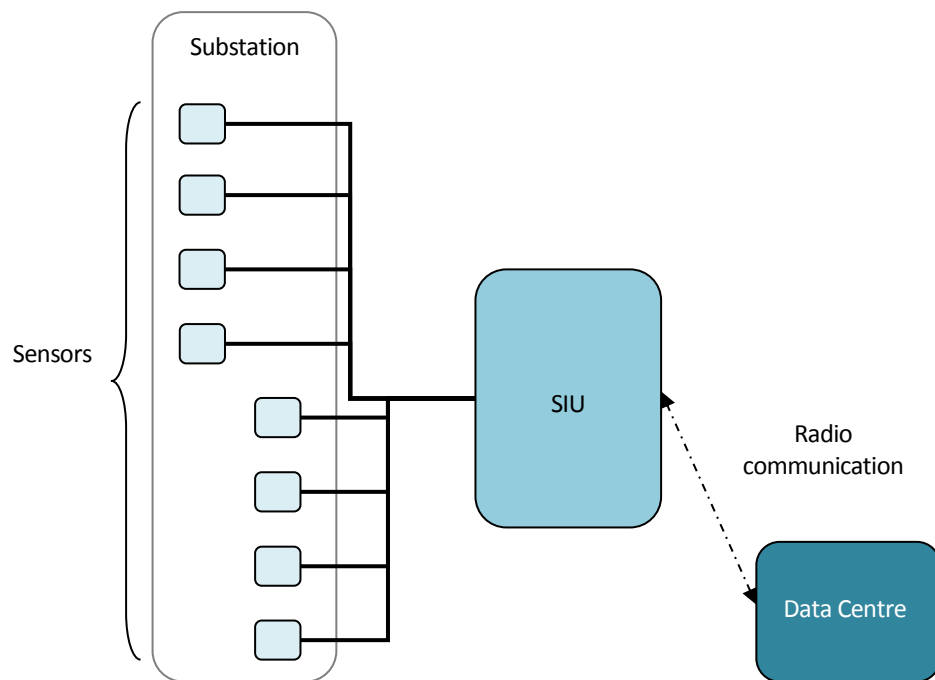 Substation
Sensors
SIU
Radio
communication
Data Centre